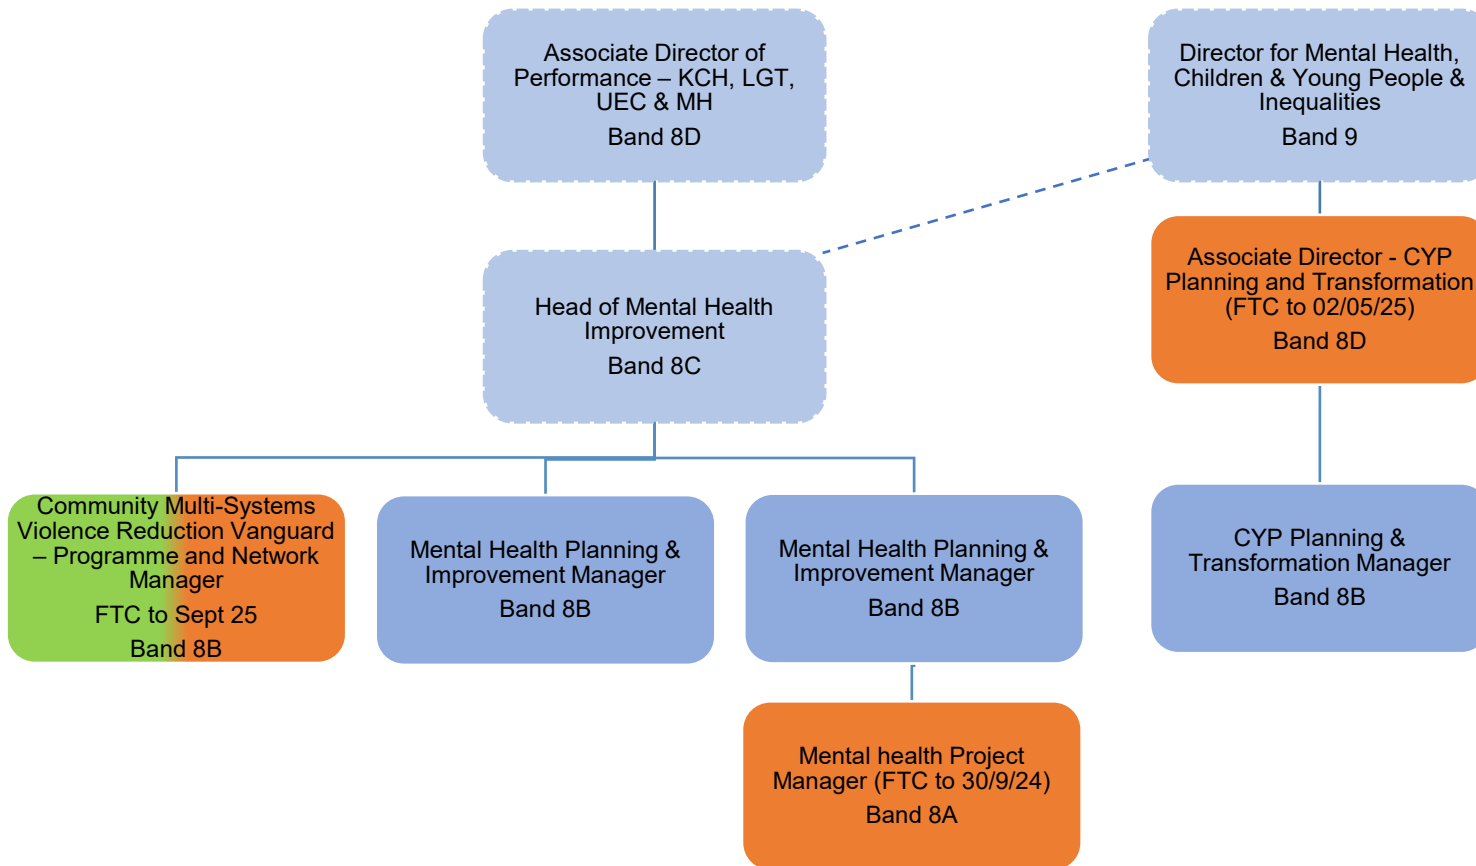 Associate Director of
Performance – KCH, LGT,
UEC & MH
Band 8D
Director for Mental Health,
Children & Young People &
Inequalities
Band 9
Head of Mental Health
Improvement
Band 8C
Associate Director - CYP
Planning and Transformation
(FTC to 02/05/25)
Band 8D
Community Multi-Systems
Violence Reduction Vanguard
– Programme and Network
Manager
FTC to Sept 25
Band 8B
Mental Health Planning &
Improvement Manager
Band 8B
Mental Health Planning &
Improvement Manager
Band 8B
CYP Planning &
Transformation Manager
Band 8B
Mental health Project
Manager (FTC to 30/9/24)
Band 8A